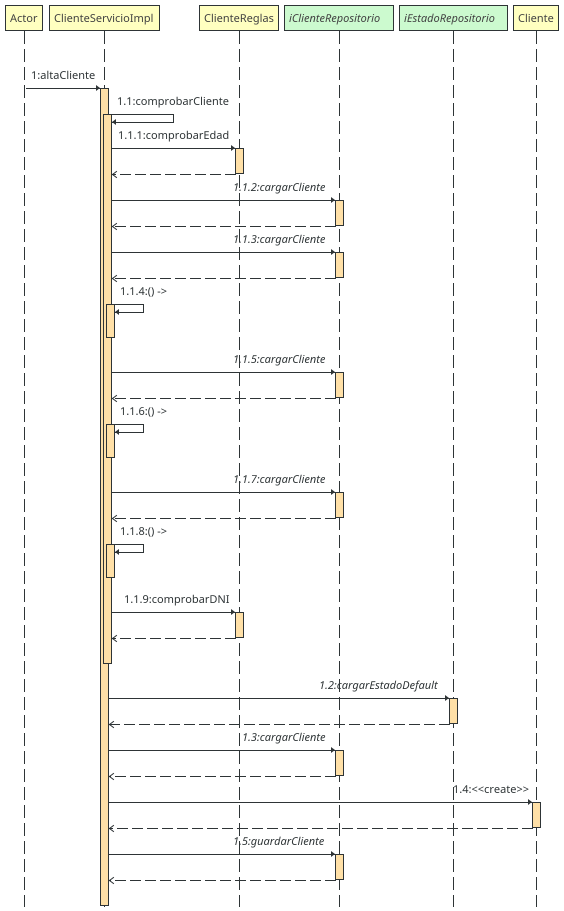 Actor ClienteServicioImpl ClienteReglas iClienteRepositorio iEstadoRepositorio Cliente
1:altaCliente
1.1:comprobarCliente
1.1.1:comprobarEdad
1.1.2:cargarCliente
1.1.3:cargarCliente
1.1.4:() ->
1.1.5:cargarCliente
1.1.6:() ->
1.1.7:cargarCliente
1.1.8:() ->
1.1.9:comprobarDNI
1.2:cargarEstadoDefault
1.3:cargarCliente
1.4:<<create>>
1.5:guardarCliente